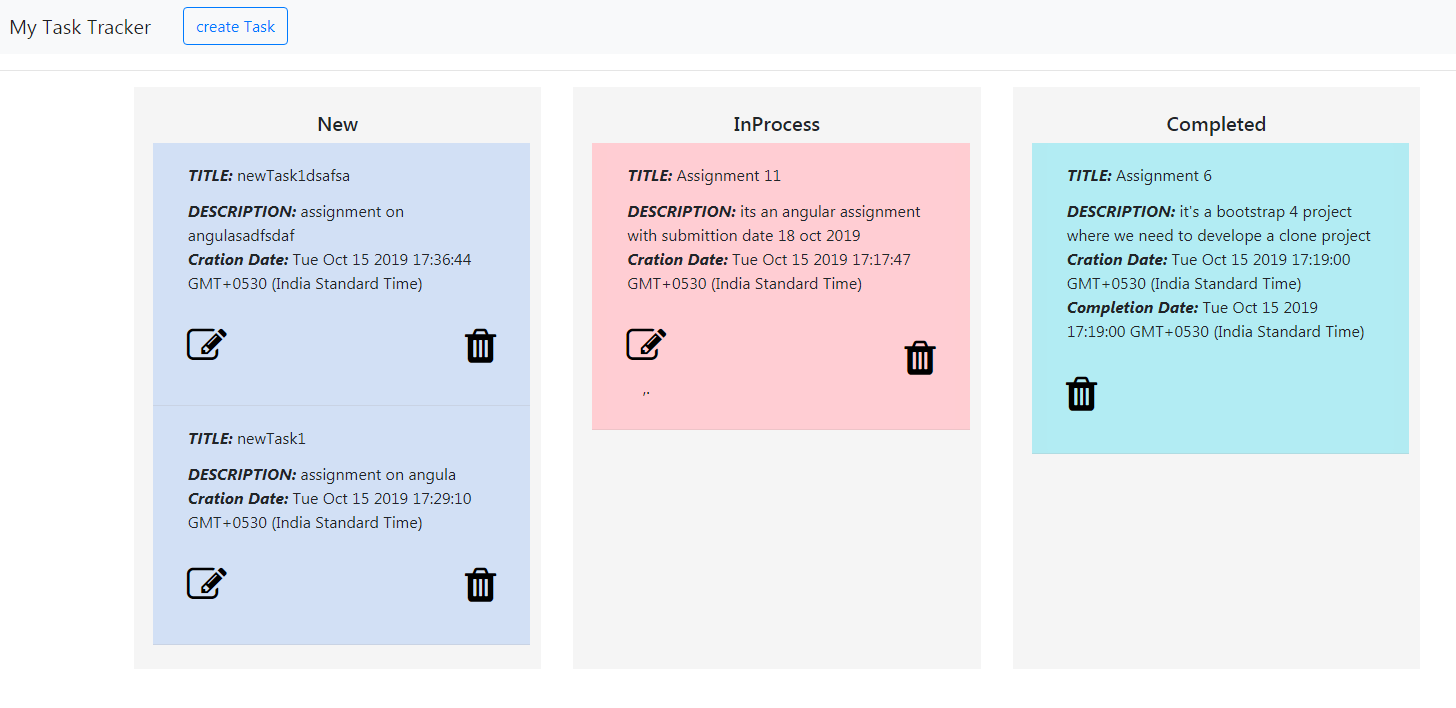 My Task Tracker
create Task
New
TITLE: newTask1dsafsa
DESCRIPTION: assignment on
angulasadfsdaf
Cration Date: Tue Oct 15 2019 17:36:44
GMT+0530 (India Standard Time)
TITLE: newTask1
DESCRIPTION: assignment on angula
Cration Date: Tue Oct 15 2019 17:29:10
GMT+0530 (India Standard Time)
InProcess
TITLE: Assignment 11
DESCRIPTION: its an angular assignment
with submittion date 18 oct 2019
Cration Date: Tue Oct 15 2019 17:17:47
GMT+0530 (India Standard Time)
,.
Completed
TITLE: Assignment 6
DESCRIPTION: it's a bootstrap 4 project
where we need to develope a clone project
Cration Date: Tue Oct 15 2019 17:19:00
GMT+0530 (India Standard Time)
Completion Date: Tue Oct 15 2019
17:19:00 GMT+0530 (India Standard Time)